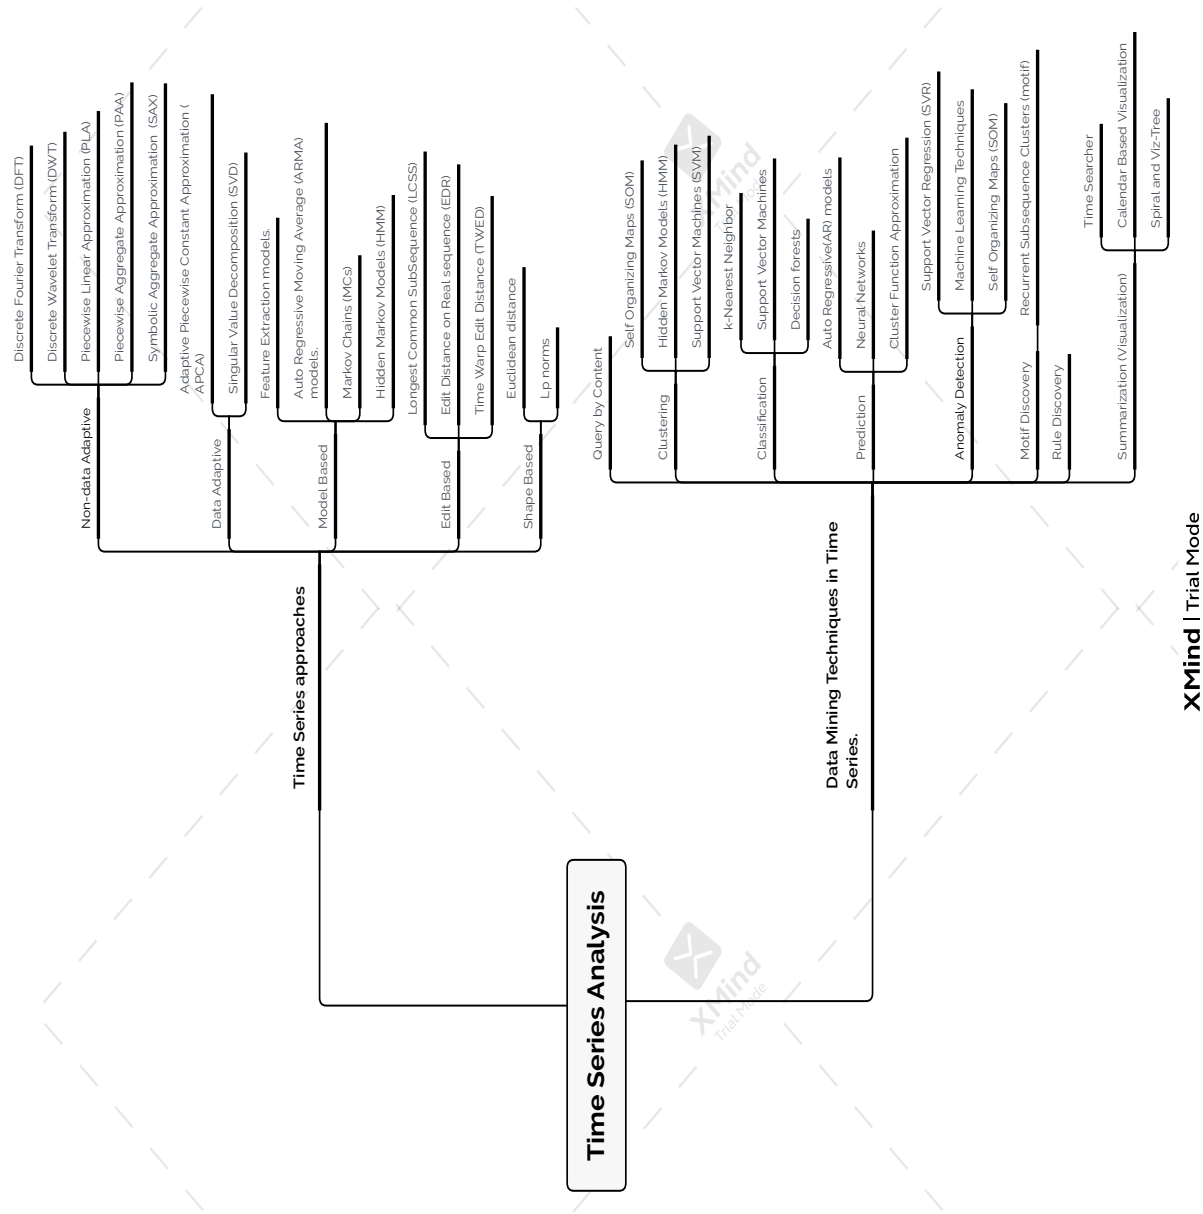 Time Series Analysis
Time Series approaches
Non-data Adaptive
Discrete Fourier Transform (DFT)
Discrete Wavelet Transform (DWT)
Piecewise Linear Approximation (PLA)
Piecewise Aggregate Approximation (PAA)
Symbolic Aggregate Approximation (SAX)
Data Adaptive
Adaptive Piecewise Constant Approximation (
APCA)
Singular Value Decomposition (SVD)
Model Based
Feature Extraction models.
Auto Regressive Moving Average (ARMA)
models.
Markov Chains (MCs)
Hidden Markov Models (HMM)
Edit Based
Longest Common SubSequence (LCSS)
Edit Distance on Real sequence (EDR)
Time Warp Edit Distance (TWED)
Shape Based
Euclidean distance
Lp norms
Data Mining Techniques in Time
Series.
Query by Content
Clustering
Self Organizing Maps (SOM)
Hidden Markov Models (HMM)
Support Vector Machines (SVM)
Classification
k-Nearest Neighbor
Support Vector Machines
Decision forests
Prediction
Auto Regressive(AR) models
Neural Networks
Cluster Function Approximation
Anomaly Detection
Support Vector Regression (SVR)
Machine Learning Techniques
Self Organizing Maps (SOM)
Motif Discovery
Recurrent Subsequence Clusters (motif)
Rule Discovery
Summarization (Visualization)
Time Searcher
Calendar Based Visualization
Spiral and Viz-Tree
XMind | Trial Mode
XMind
Trial Mode
XMind
Trial Mode